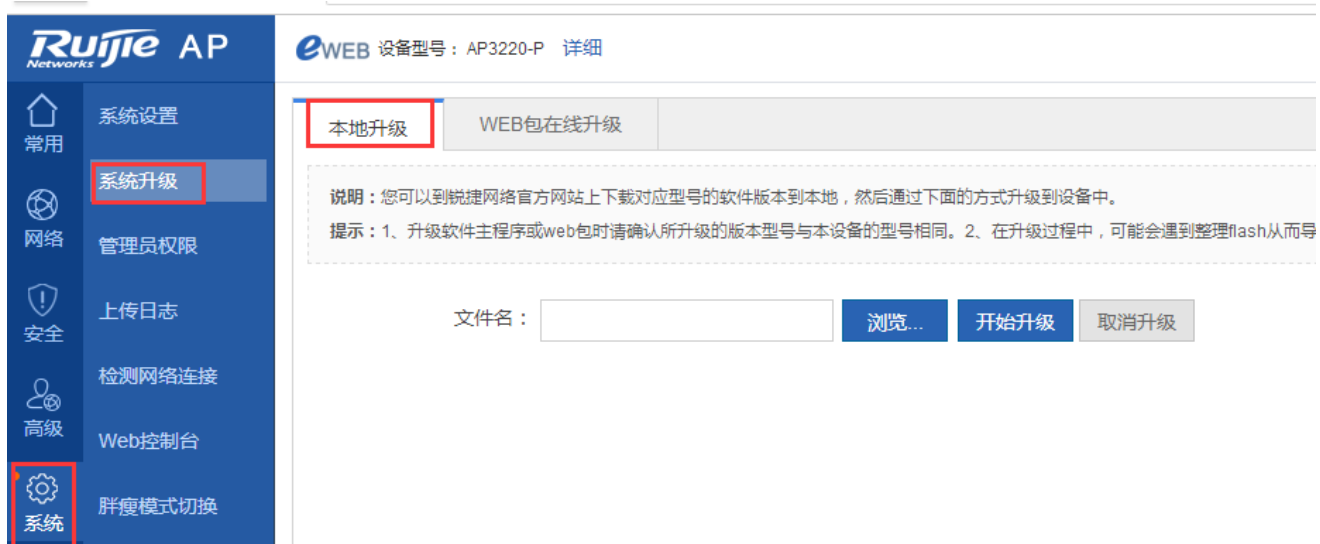 Ruijie AP
Networks
eWEB 设备型号：AP3220-P 详细
常用
网络
安全
高级
系统
系统设置
系统升级
管理员权限
上传日志
检测网络连接
Web控制台
胖瘦模式切换
本地升级 WEB包在线升级
说明：您可以到锐捷网络官方网站上下载对应型号的软件版本到本地，然后通过下面的方式升级到设备中。
提示：1、升级软件主程序或web包时请确认所升级的版本型号与本设备的型号相同。2、在升级过程中，可能会遇到整理flash从而导
文件名： 浏览... 开始升级 取消升级